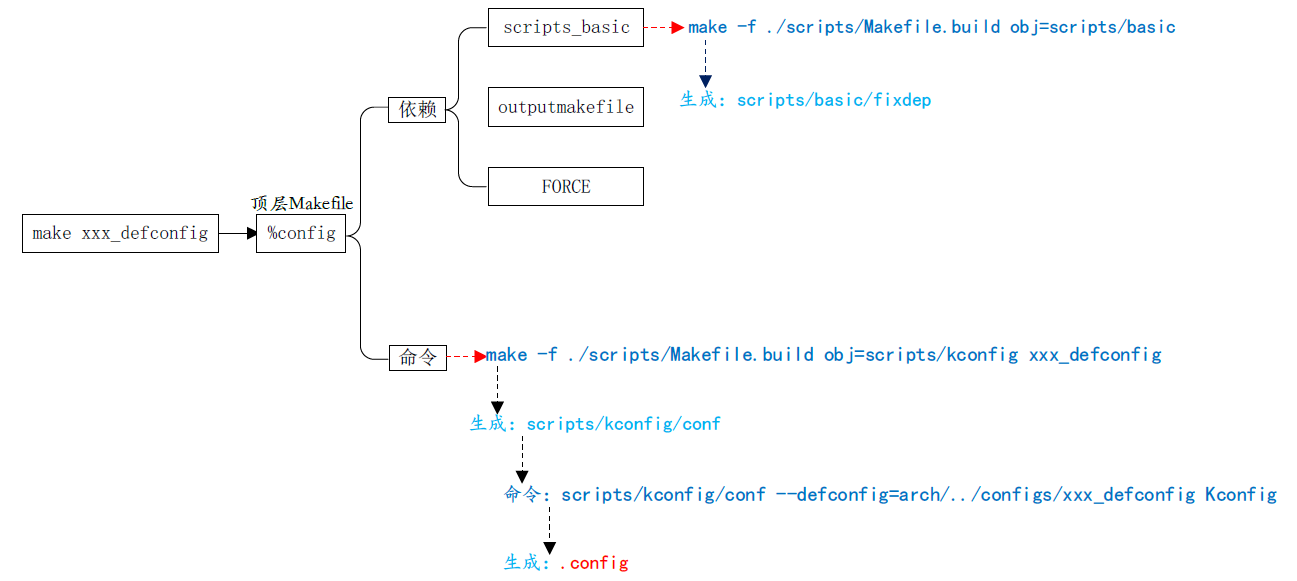 scripts_basic
make -f ./scripts/Makefile.build obj=scripts/basic
生成：scripts/basic/fixdep
依赖
outputmakefile
FORCE
顶层Makefile
make xxx_defconfig
%config
命令
make -f ./scripts/Makefile.build obj=scripts/kconfig xxx_defconfig
生成：scripts/kconfig/conf
命令：scripts/kconfig/conf --defconfig=arch/../configs/xxx_defconfig Kconfig
生成：.config